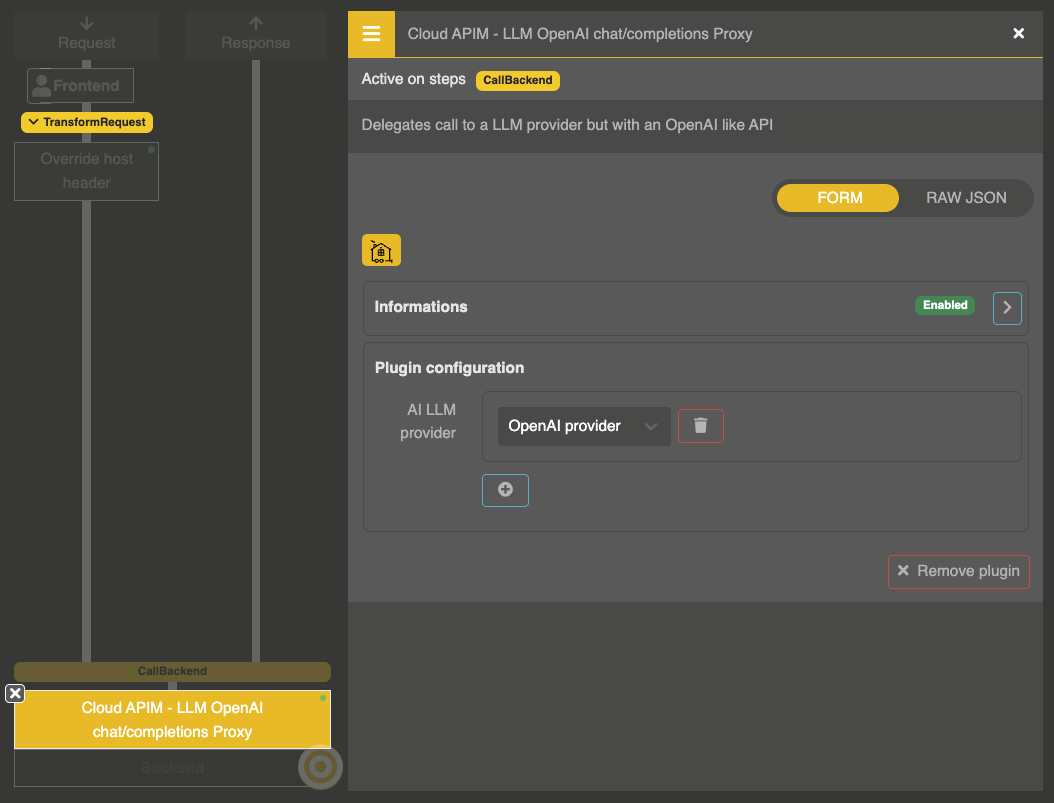 Request
Response
Frontend
TransformRequest
Override host
header
CallBackend
Cloud APIM - LLM OpenAI
chat/completions Proxy
Backend
Cloud APIM - LLM OpenAI chat/completions Proxy
Active on steps CallBackend
Delegates call to a LLM provider but with an OpenAI like API
FORM RAW JSON
Informations Enabled
Plugin configuration
AI LLM
provider
OpenAI provider
Remove plugin